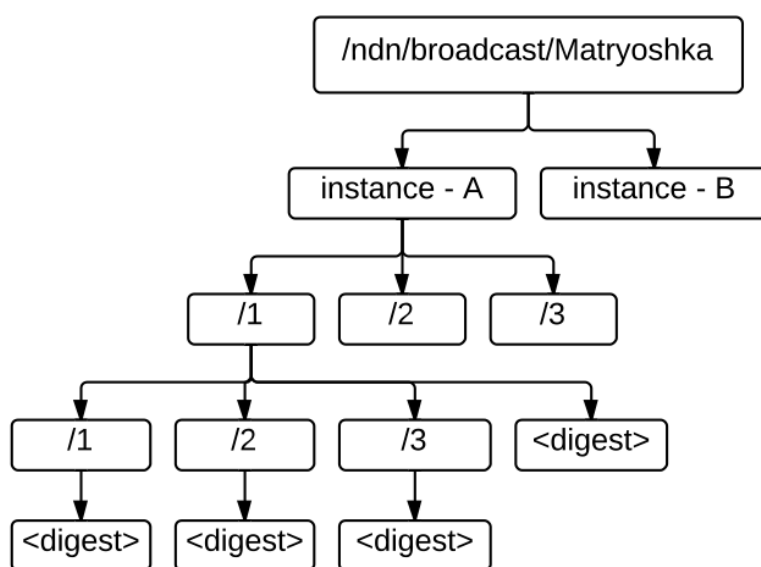 /ndn/broadcast/Matryoshka
instance - A
instance - B
/1
/2
/3
/1
/2
/3
<digest>
<digest>
<digest>
<digest>